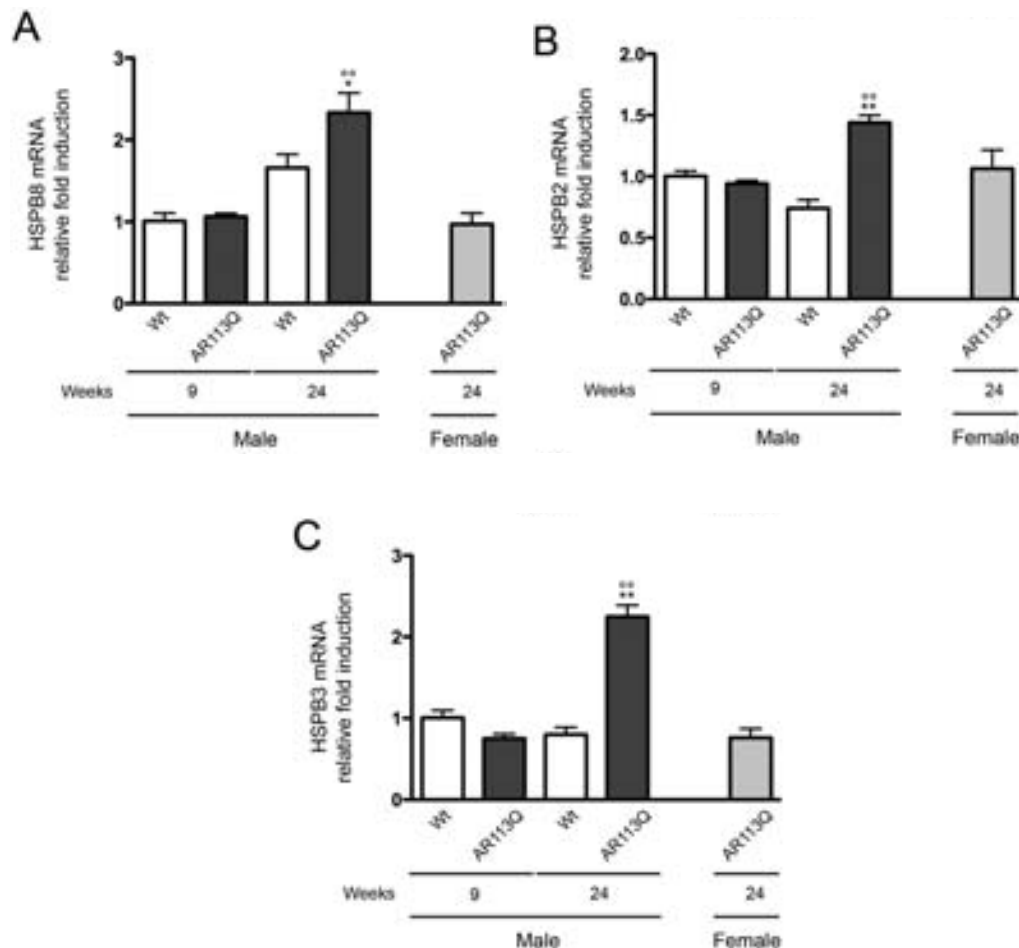 A
HSPB8 mRNA
relative fold induction
3
2
1
0
°°
*
Wt
AR113Q
Wt
AR113Q
AR113Q
Weeks
9
24
24
Male
Female
B
HSPB2 mRNA
relative fold induction
2.0
1.5
1.0
0.5
0.0
°°
**
Wt
AR113Q
Wt
AR113Q
AR113Q
Weeks
9
24
24
Male
Female
C
HSPB3 mRNA
relative fold induction
3
2
1
0
°°
**
Wt
AR113Q
Wt
AR113Q
AR113Q
Weeks
9
24
24
Male
Female